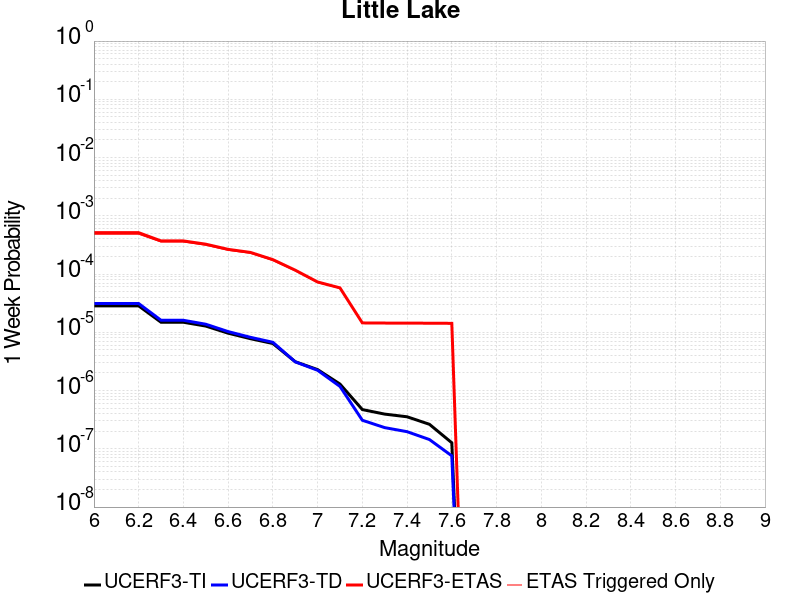 Little Lake
1 Week Probability
10^0
10^-1
10^-2
10^-3
10^-4
10^-5
10^-6
10^-7
10^-8
6 6.2 6.4 6.6 6.8 7 7.2 7.4 7.6 7.8 8 8.2 8.4 8.6 8.8 9
Magnitude
UCERF3-TI UCERF3-TD UCERF3-ETAS ETAS Triggered Only